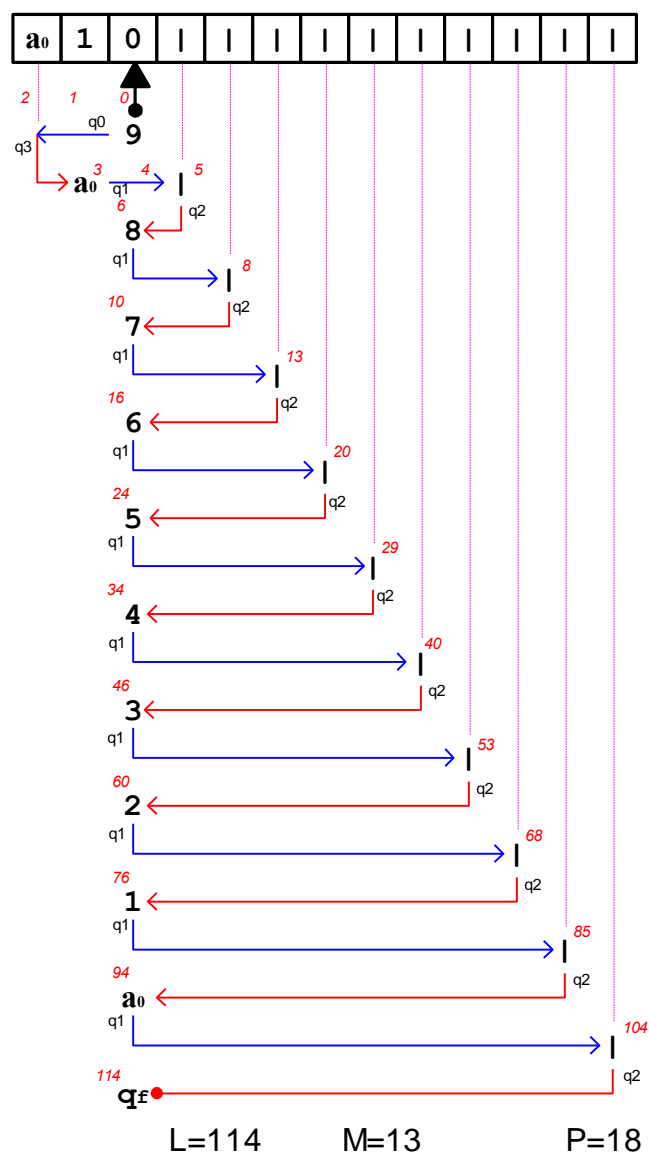 a₀ 1 0 | | | | | | | | | |
2 1 0
q0 9
q3
a₀ 3 q1 4 | 5
6 q2
8
q1 | 8
10 q2
7
q1 | 13
16 q2
6
q1 | 20
24 q2
5
q1 | 29
34 q2
4
q1 | 40
46 q2
3
q1 | 53
60 q2
2
q1 | 68
76 q2
1
q1 | 85
94 q2
a₀
q1 | 104
114 q2
qf
L=114 M=13 P=18